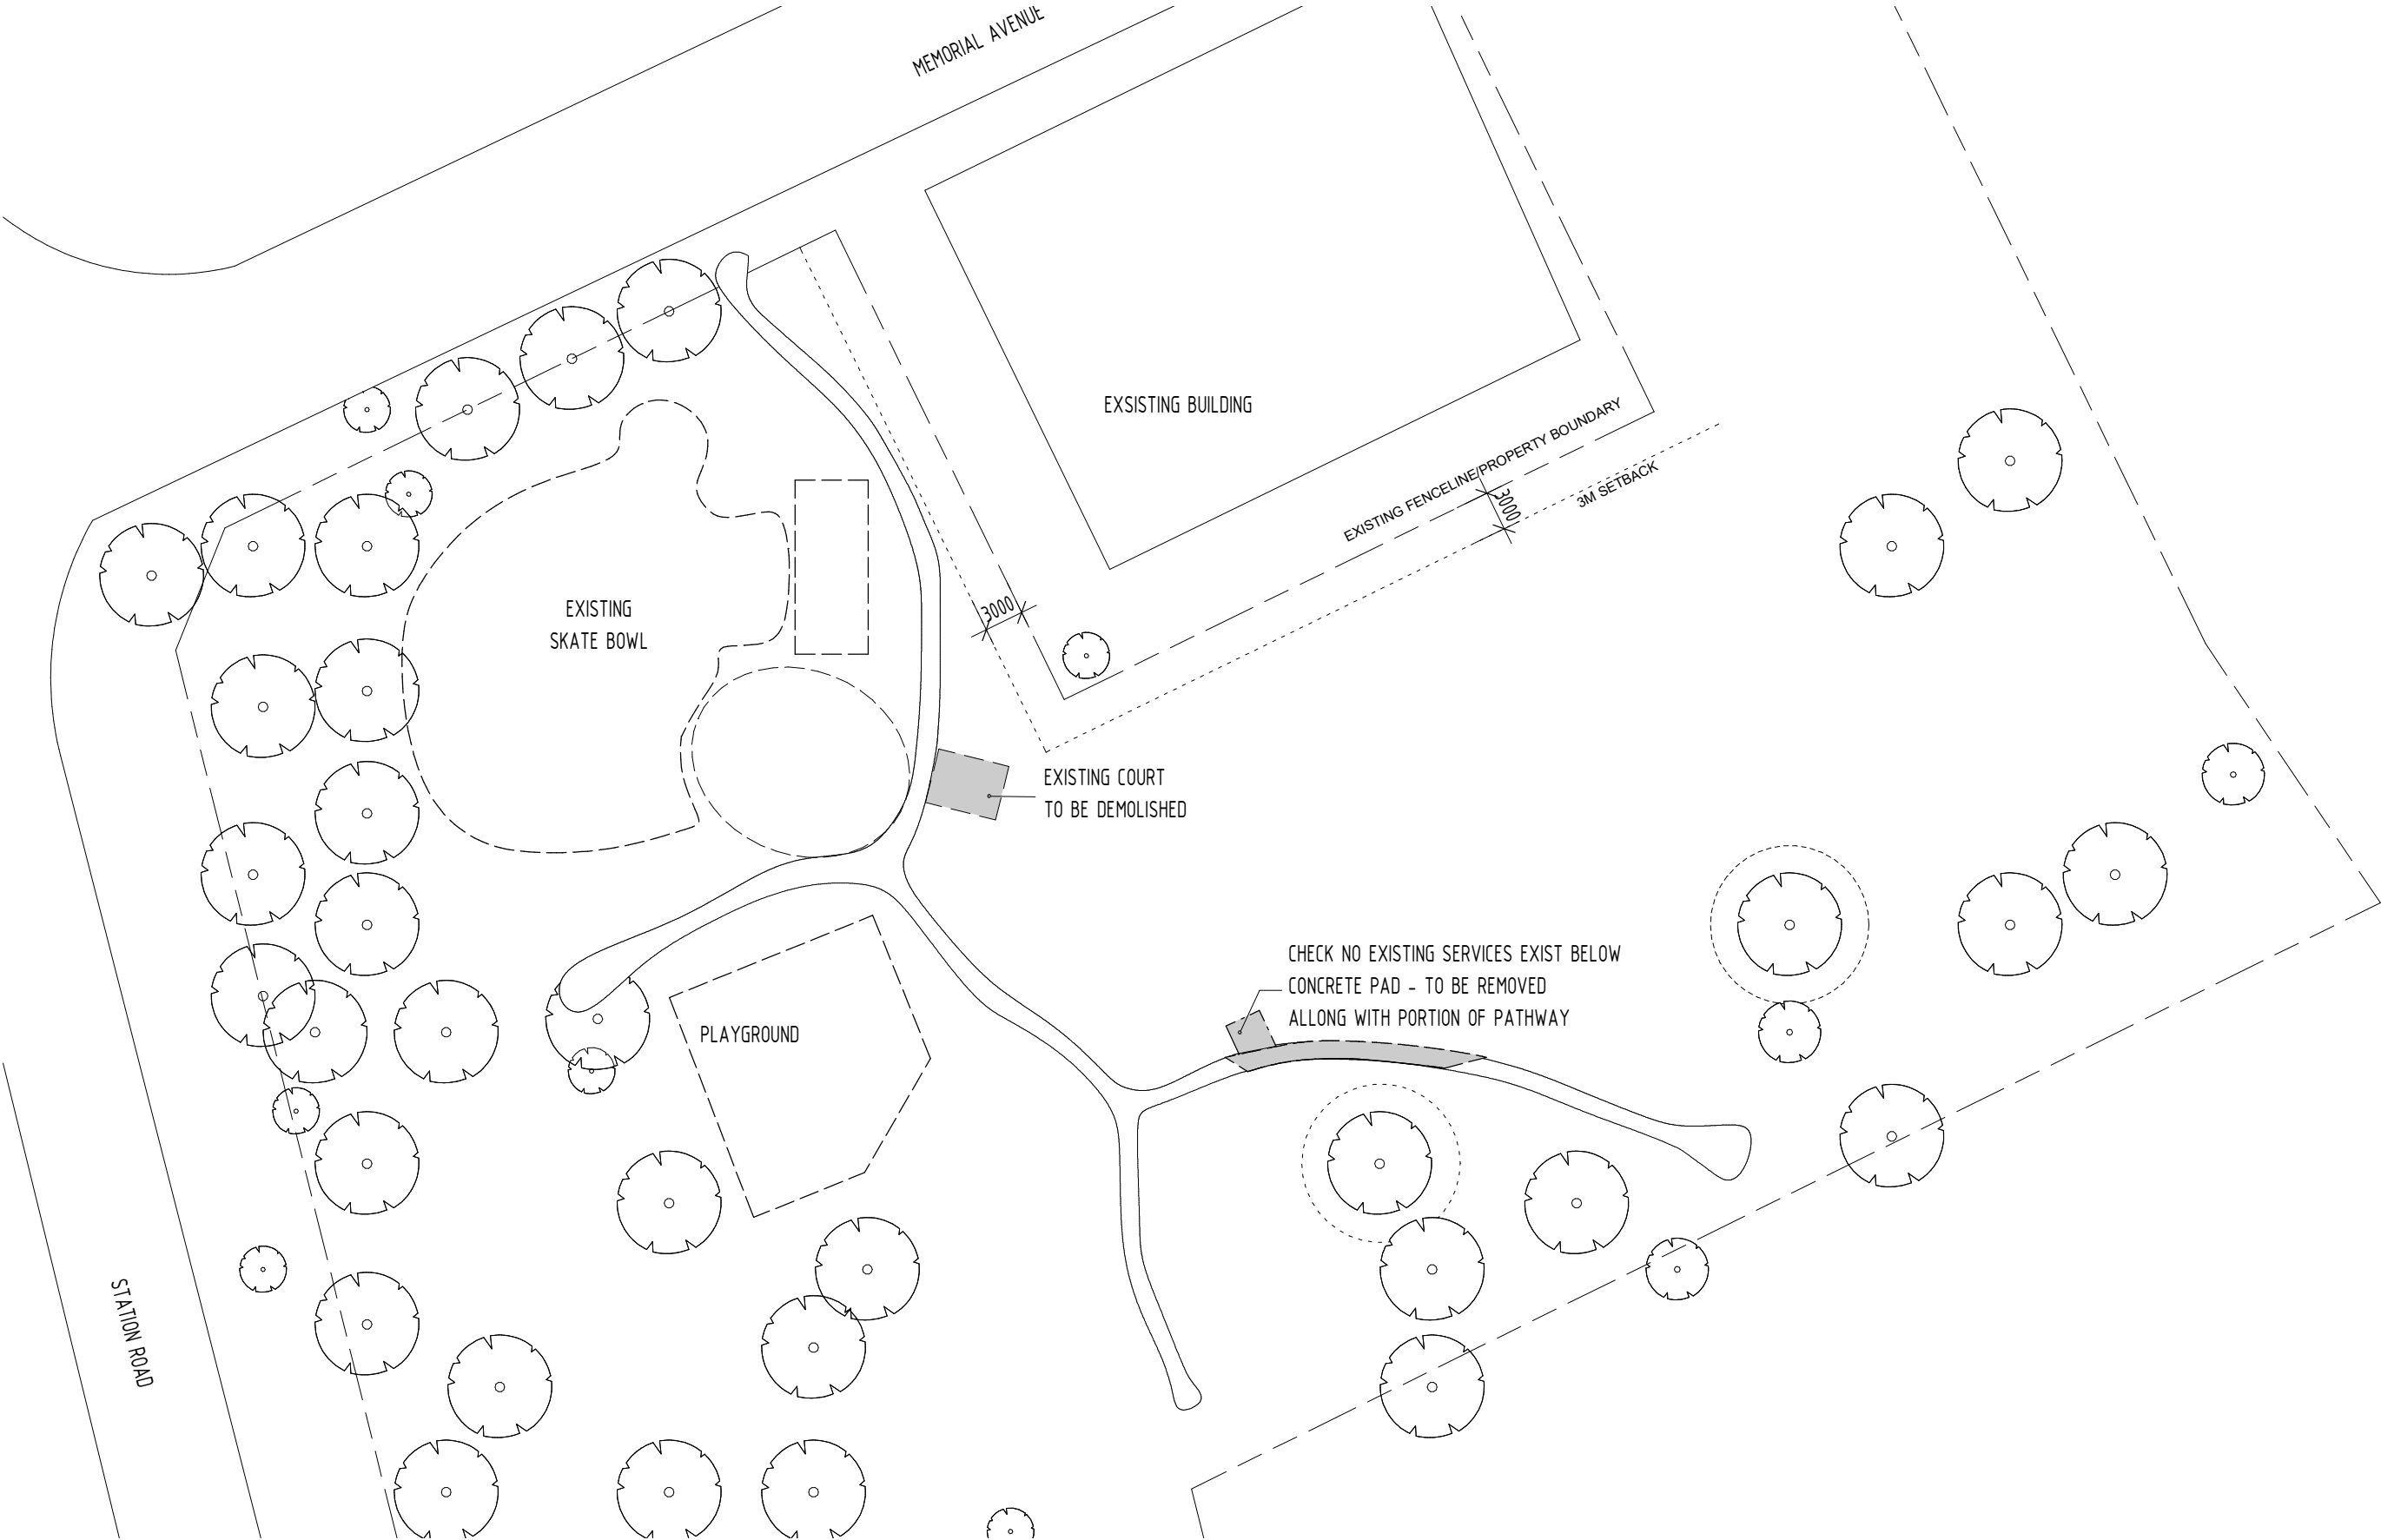 MEMORIAL AVENUE
EXSISTING BUILDING
EXISTING FENCELINE/PROPERTY BOUNDARY
3M SETBACK
3000
3000
EXISTING
SKATE BOWL
EXISTING COURT
TO BE DEMOLISHED
CHECK NO EXISTING SERVICES EXIST BELOW
CONCRETE PAD - TO BE REMOVED
ALLONG WITH PORTION OF PATHWAY
PLAYGROUND
STATION ROAD